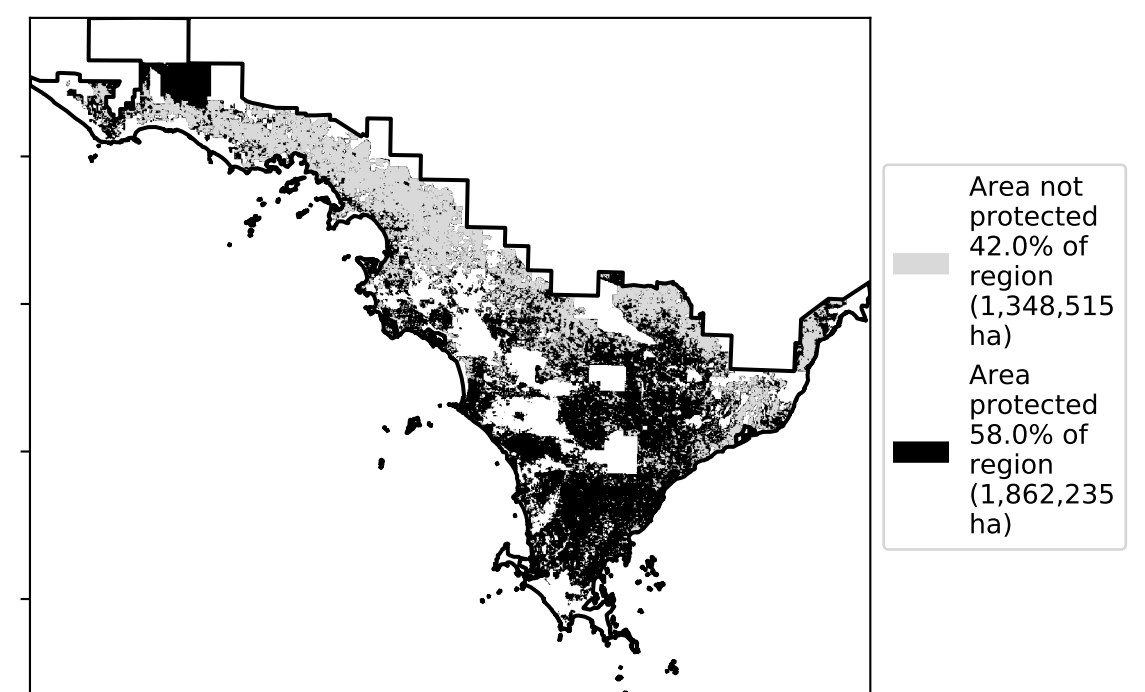 Area not
protected
42.0% of
region
(1,348,515
ha)
Area
protected
58.0% of
region
(1,862,235
ha)